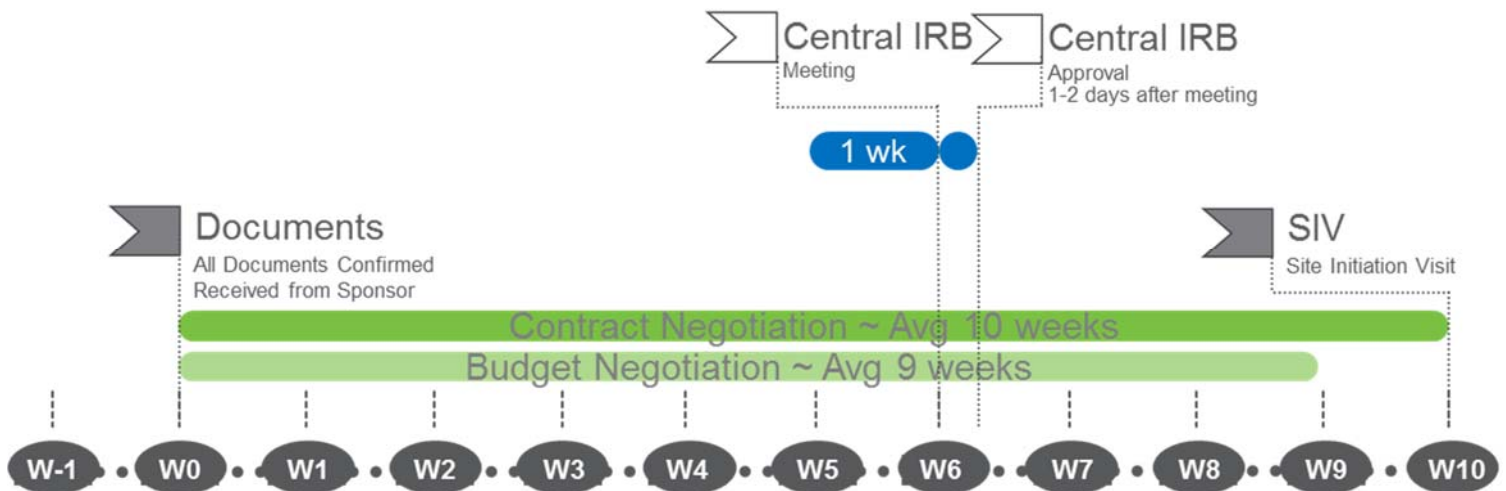 Central IRB
Meeting
Central IRB
Approval
1-2 days after meeting
1 wk
Documents
All Documents Confirmed
Received from Sponsor
SIV
Site Initiation Visit
Contract Negotiation ~ Avg 10 weeks
Budget Negotiation ~ Avg 9 weeks
W-1 W0 W1 W2 W3 W4 W5 W6 W7 W8 W9 W10